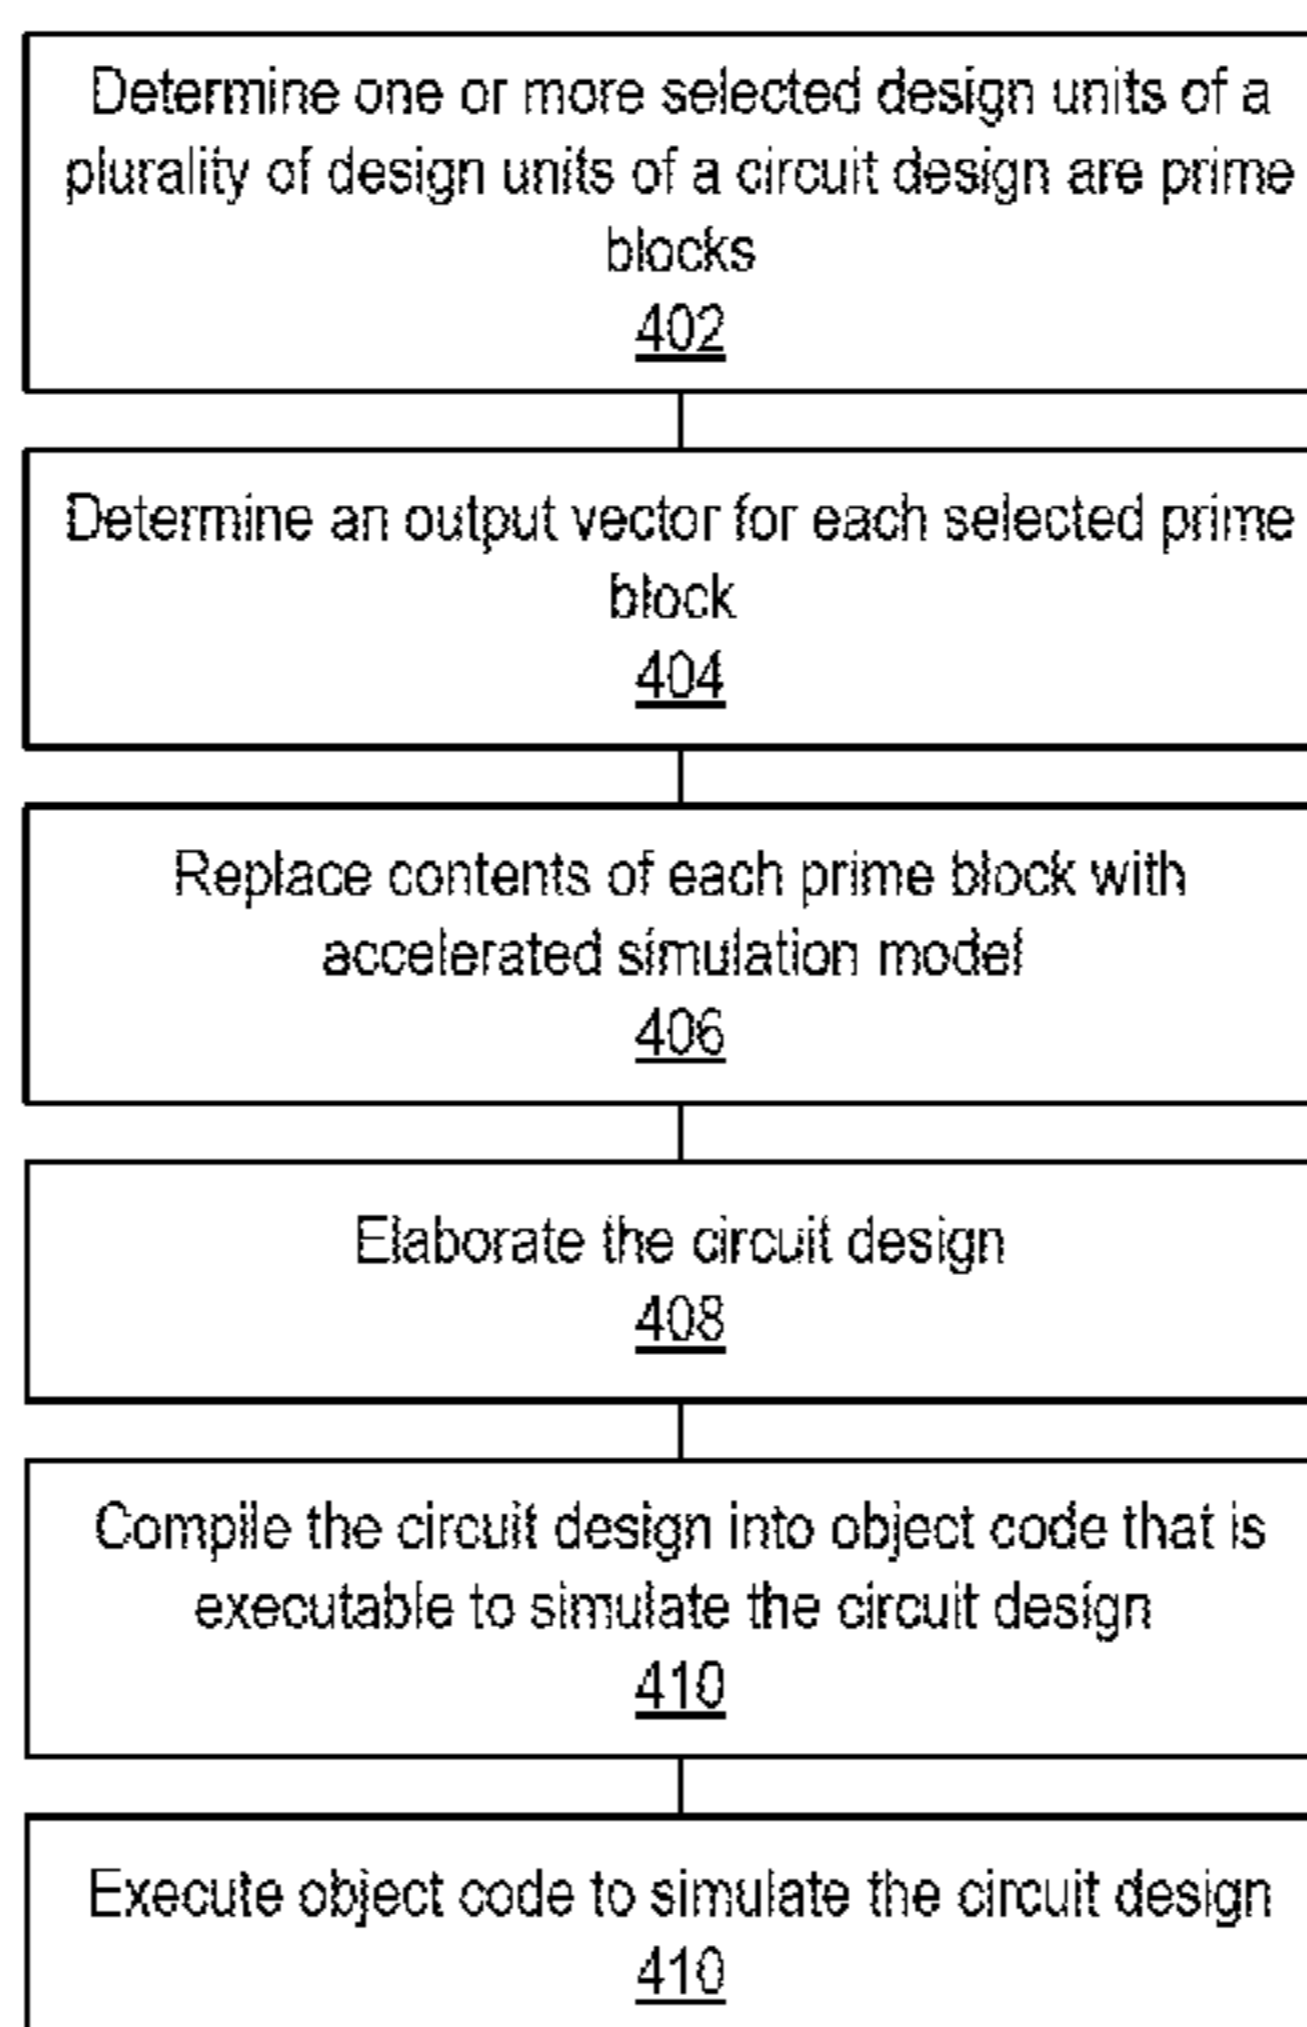 Determine one or more selected design units of a
plurality of design units of a circuit design are prime
blocks
402
Determine an output vector for each selected prime
block
404
Replace contents of each prime block with
accelerated simulation model
406
Elaborate the circuit design
408
Compile the circuit design into object code that is
executable to simulate the circuit design
410
Execute object code to simulate the circuit design
410